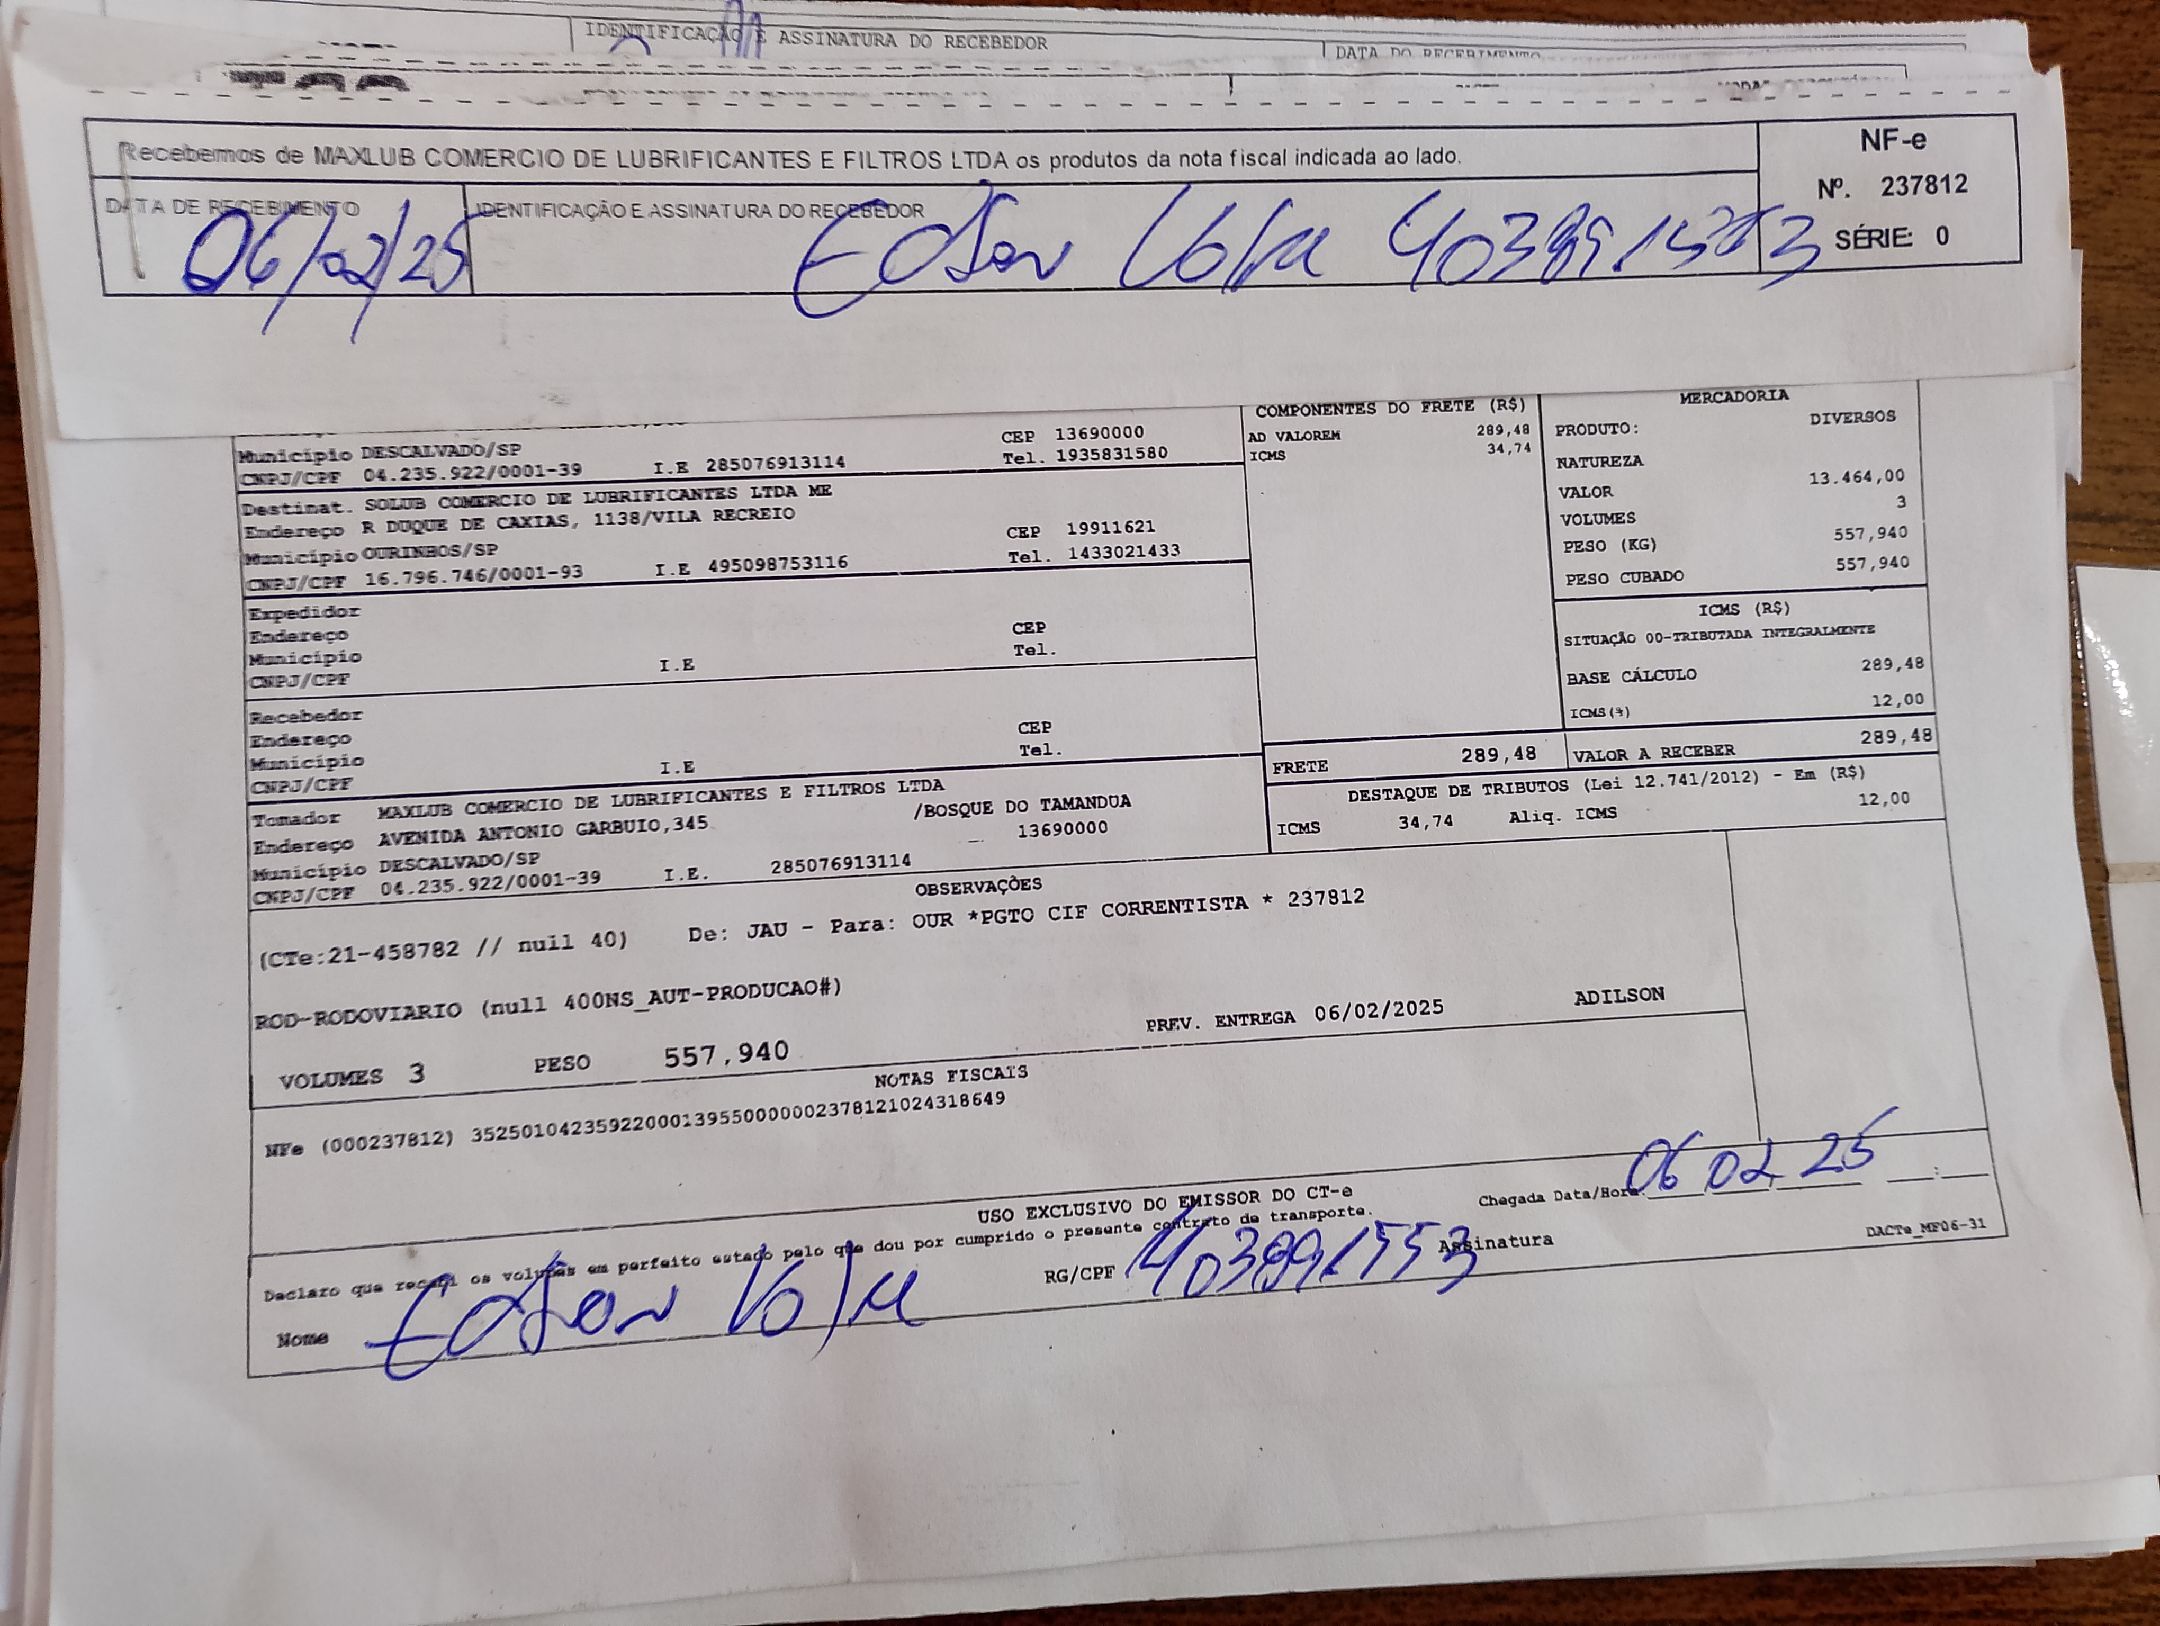 IDENTIFICAÇÃO E ASSINATURA DO RECEBEDOR
DATA DO RECEBIMENTO
Recebemos de MAXLUB COMERCIO DE LUBRIFICANTES E FILTROS LTDA os produtos da nota fiscal indicada ao lado.
NF-e
Nº. 237812
SÉRIE: 0
DATA DE RECEBIMENTO
IDENTIFICAÇÃO E ASSINATURA DO RECEBEDOR
06/02/25
Edson
Município DESCALVADO/SP CEP 13690000
CNPJ/CPF 04.235.922/0001-39 I.E 285076913114 Tel. 1935831580
Destinat. SOLUB COMERCIO DE LUBRIFICANTES LTDA ME
Endereço R DUQUE DE CAXIAS, 1138/VILA RECREIO
Município OURINHOS/SP CEP 19911621
CNPJ/CPF 16.796.746/0001-93 I.E 495098753116 Tel. 1433021433
Expedidor
Endereço
Município CEP
CNPJ/CPF I.E Tel.
Recebedor
Endereço
Município CEP
CNPJ/CPF I.E Tel.
Tomador MAXLUB COMERCIO DE LUBRIFICANTES E FILTROS LTDA
Endereço AVENIDA ANTONIO GARBUIO,345 /BOSQUE DO TAMANDUA
Município DESCALVADO/SP 13690000
CNPJ/CPF 04.235.922/0001-39 I.E. 285076913114
COMPONENTES DO FRETE (R$)
AD VALOREM 289,48
ICMS 34,74
MERCADORIA
PRODUTO: DIVERSOS
NATUREZA
VALOR 13.464,00
VOLUMES 3
PESO (KG) 557,940
PESO CUBADO 557,940
ICMS (R$)
SITUAÇÃO 00-TRIBUTADA INTEGRALMENTE
BASE CÁLCULO 289,48
ICMS(%) 12,00
FRETE 289,48 VALOR A RECEBER 289,48
DESTAQUE DE TRIBUTOS (Lei 12.741/2012) - Em (R$)
ICMS 34,74 Aliq. ICMS 12,00
OBSERVAÇÕES
(CTe:21-458782 // null 40) De: JAU - Para: OUR *PGTO CIF CORRENTISTA * 237812
ROD-RODOVIARIO (null 400NS_AUT-PRODUCAO#)
VOLUMES 3 PESO 557,940 PREV. ENTREGA 06/02/2025 ADILSON
NOTAS FISCAIS
NFe (000237812) 35250104235922000139550000002378121024318649
USO EXCLUSIVO DO EMISSOR DO CT-e
Declaro que recebi os volumes em perfeito estado pelo que dou por cumprido o presente contrato de transporte.
Chegada Data/Hora: 06 02 25
Nome Edson RG/CPF 403891553 Assinatura
DACTe_MF06-31